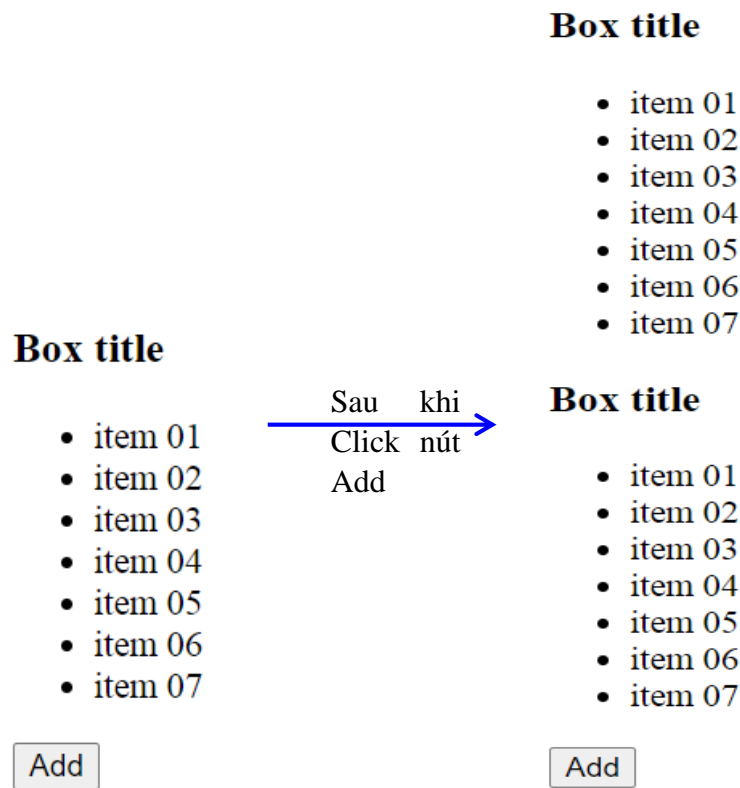 Box title
• item 01
• item 02
• item 03
• item 04
• item 05
• item 06
• item 07
Add
Sau khi
Click nút
Add
Box title
• item 01
• item 02
• item 03
• item 04
• item 05
• item 06
• item 07
Box title
• item 01
• item 02
• item 03
• item 04
• item 05
• item 06
• item 07
Add